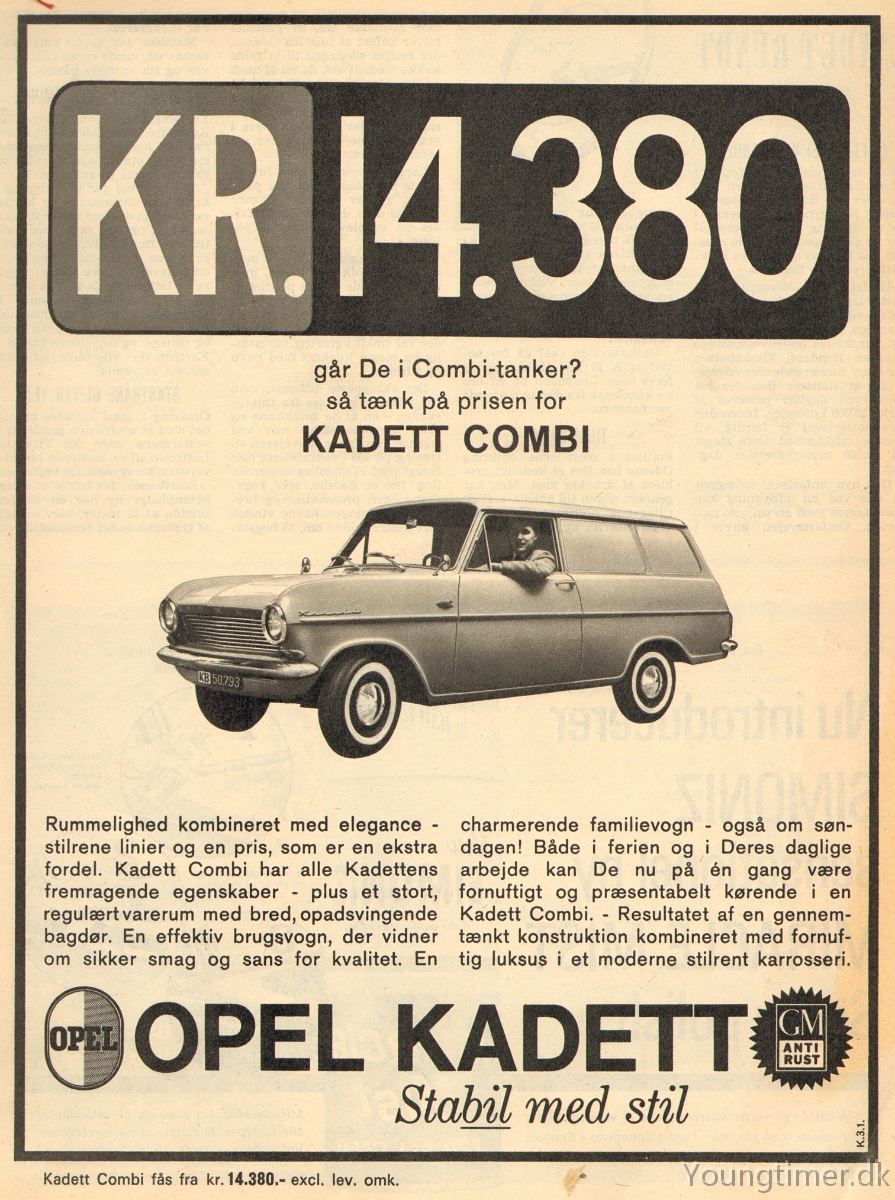 KR. 14.380
går De i Combi-tanker?
så tænk på prisen for
KADETT COMBI
Kadett
KB 50.793
Rummelighed kombineret med elegance -
stilrene linier og en pris, som er en ekstra
fordel. Kadett Combi har alle Kadettens
fremragende egenskaber - plus et stort,
regulært varerum med bred, opadsvingende
bagdør. En effektiv brugsvogn, der vidner
om sikker smag og sans for kvalitet. En
charmerende familievogn - også om søn-
dagen! Både i ferien og i Deres daglige
arbejde kan De nu på én gang være
fornuftigt og præsentabelt kørende i en
Kadett Combi. - Resultatet af en gennem-
tænkt konstruktion kombineret med fornuf-
tig luksus i et moderne stilrent karrosseri.
OPEL
OPEL KADETT
GM
ANTI
RUST
Stabil med stil
K.3.1.
Kadett Combi fås fra kr. 14.380.- excl. lev. omk.
Youngtimer.dk